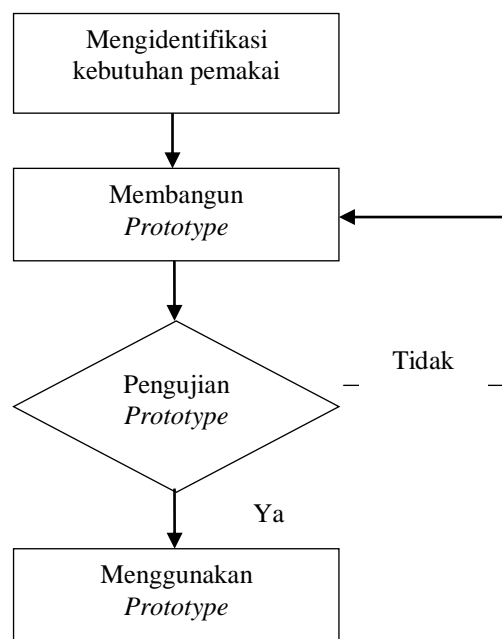 Mengidentifikasi
kebutuhan pemakai
Membangun
Prototype
Tidak
Pengujian
Prototype
Ya
Menggunakan
Prototype